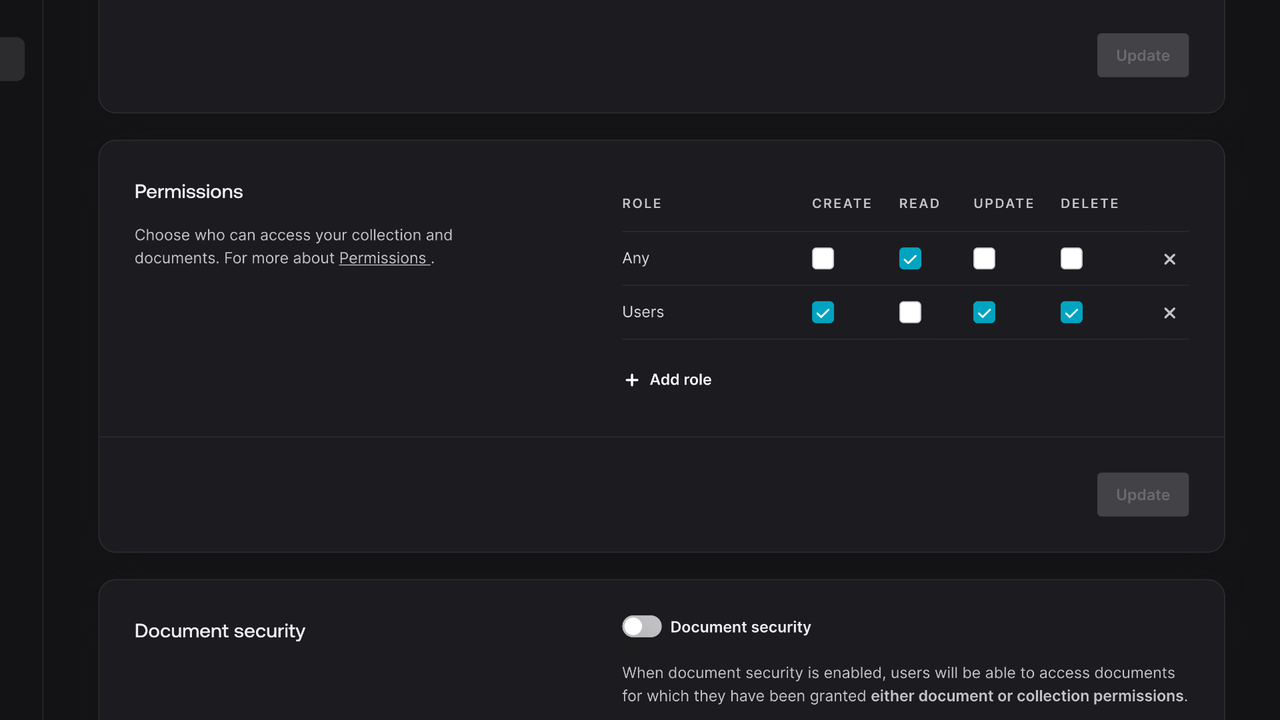 Update
Permissions
Choose who can access your collection and
documents. For more about Permissions .
ROLE CREATE READ UPDATE DELETE
Any
Users
Add role
Update
Document security
Document security
When document security is enabled, users will be able to access documents
for which they have been granted either document or collection permissions.